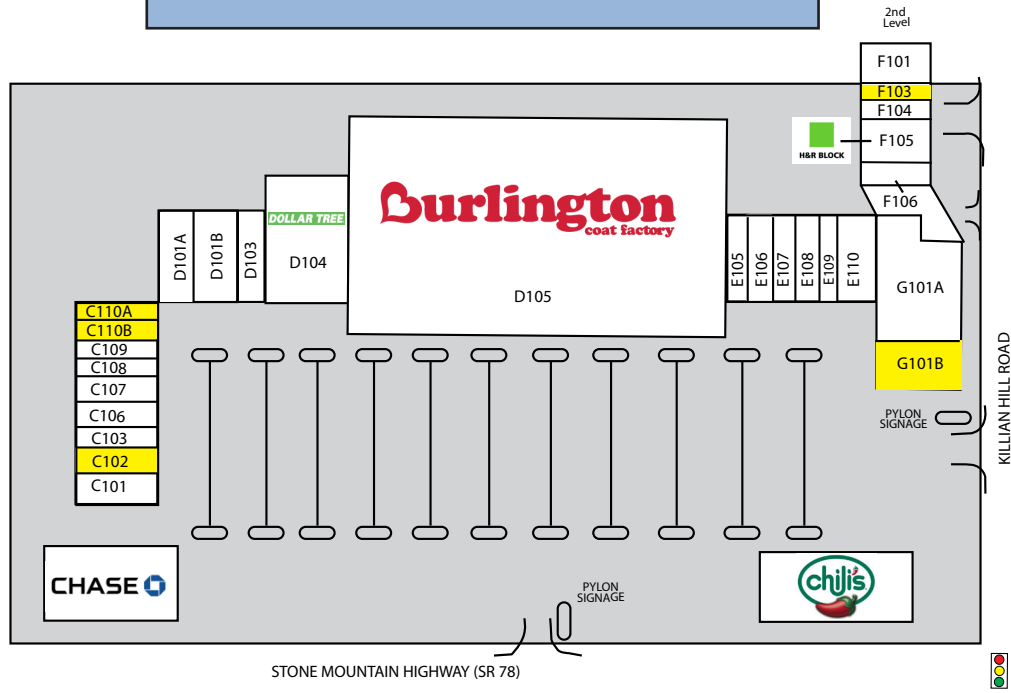 2nd
Level
F101
F103
F104
F105
H&R BLOCK
F106
Burlington
coat factory
DOLLAR TREE
D101A
D101B
D103
D104
D105
E105
E106
E107
E108
E109
E110
G101A
G101B
C110A
C110B
C109
C108
C107
C106
C103
C102
C101
PYLON
SIGNAGE
KILLIAN HILL ROAD
CHASE
chili's
PYLON
SIGNAGE
STONE MOUNTAIN HIGHWAY (SR 78)